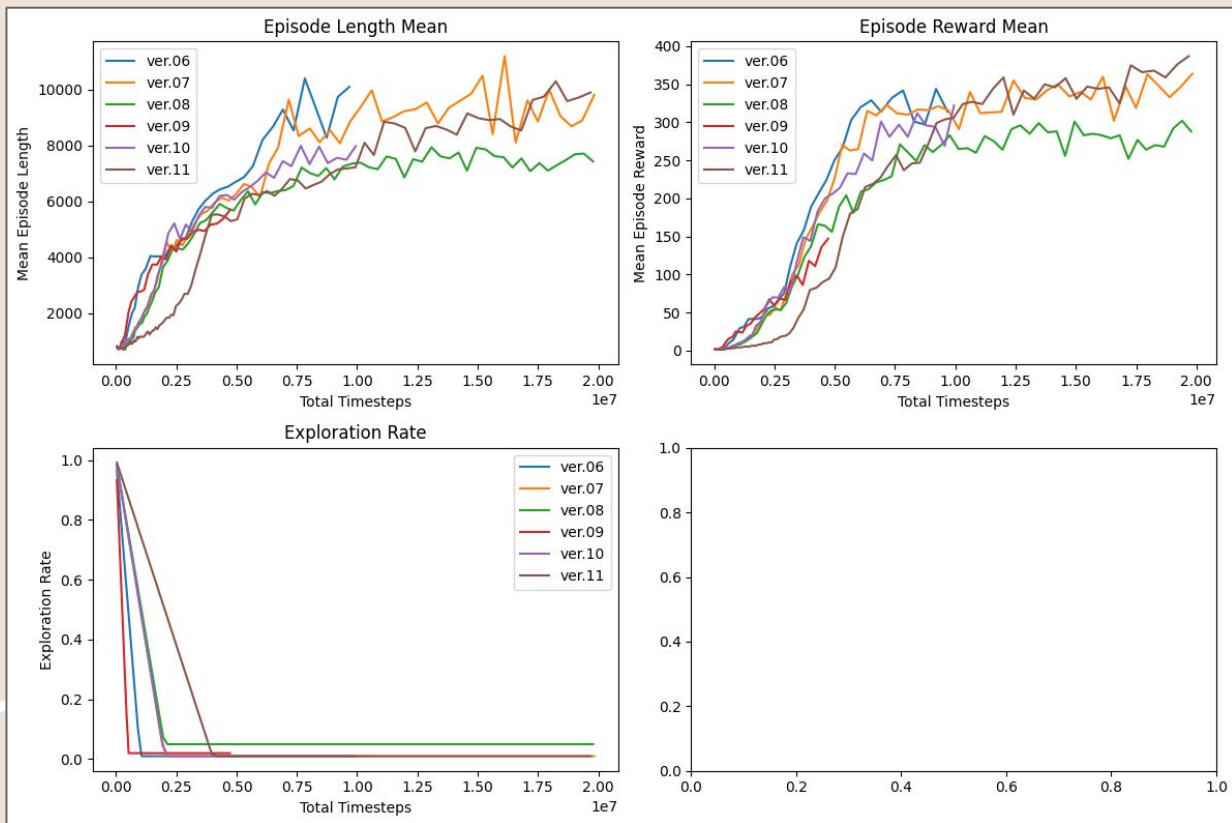 Episode Length Mean
Mean Episode Length
10000
8000
6000
4000
2000
ver.06
ver.07
ver.08
ver.09
ver.10
ver.11
0.00 0.25 0.50 0.75 1.00 1.25 1.50 1.75 2.00
1e7
Total Timesteps
Episode Reward Mean
Mean Episode Reward
400
350
300
250
200
150
100
50
0
ver.06
ver.07
ver.08
ver.09
ver.10
ver.11
0.00 0.25 0.50 0.75 1.00 1.25 1.50 1.75 2.00
1e7
Total Timesteps
Exploration Rate
Exploration Rate
1.0
0.8
0.6
0.4
0.2
0.0
ver.06
ver.07
ver.08
ver.09
ver.10
ver.11
0.00 0.25 0.50 0.75 1.00 1.25 1.50 1.75 2.00
1e7
Total Timesteps
1.0
0.8
0.6
0.4
0.2
0.0
0.0 0.2 0.4 0.6 0.8 1.0